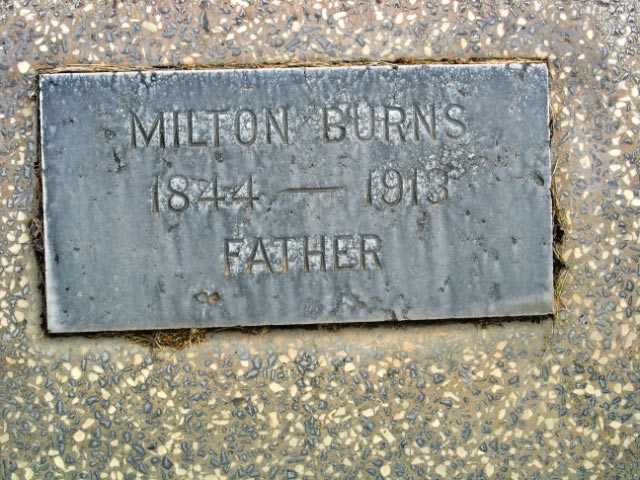 MILTON BURNS
1844 — 1913
FATHER